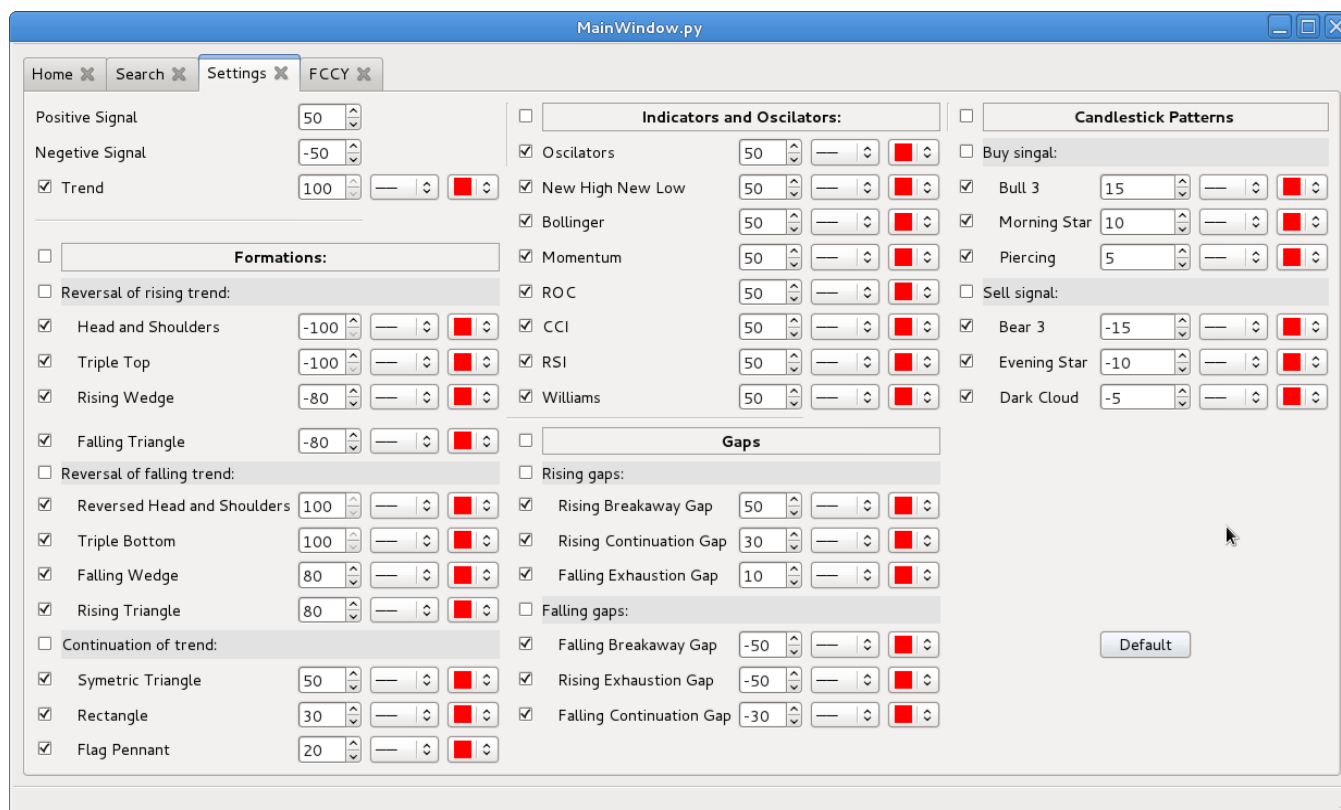 MainWindow.py
Home Search Settings FCCY
Positive Signal 50
Negetive Signal -50
Trend 100
Formations:
Reversal of rising trend:
Head and Shoulders -100
Triple Top -100
Rising Wedge -80
Falling Triangle -80
Reversal of falling trend:
Reversed Head and Shoulders 100
Triple Bottom 100
Falling Wedge 80
Rising Triangle 80
Continuation of trend:
Symetric Triangle 50
Rectangle 30
Flag Pennant 20
Indicators and Oscilators:
Oscilators 50
New High New Low 50
Bollinger 50
Momentum 50
ROC 50
CCI 50
RSI 50
Williams 50
Gaps
Rising gaps:
Rising Breakaway Gap 50
Rising Continuation Gap 30
Falling Exhaustion Gap 10
Falling gaps:
Falling Breakaway Gap -50
Rising Exhaustion Gap -50
Falling Continuation Gap -30
Candlestick Patterns
Buy singal:
Bull 3 15
Morning Star 10
Piercing 5
Sell signal:
Bear 3 -15
Evening Star -10
Dark Cloud -5
Default